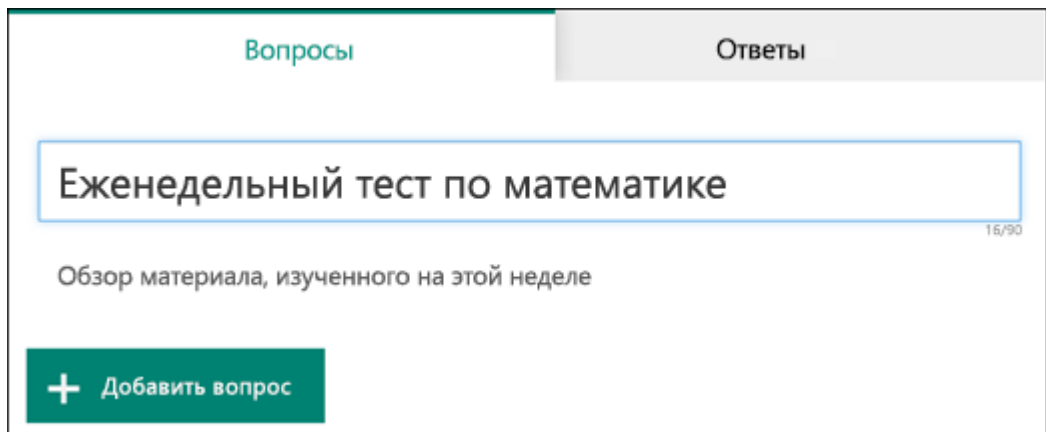 Вопросы
Ответы
Еженедельный тест по математике
16/90
Обзор материала, изученного на этой неделе
Добавить вопрос